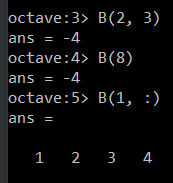 octave:3> B(2, 3)
ans = -4
octave:4> B(8)
ans = -4
octave:5> B(1, :)
ans =
1 2 3 4